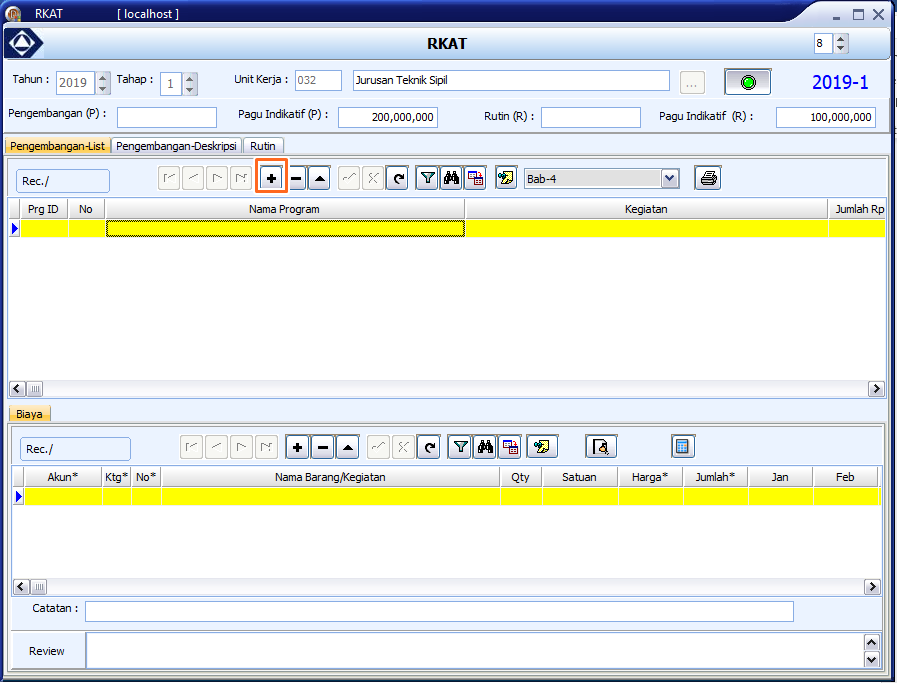 RKAT [ localhost ]
RKAT
8
Tahun : 2019 Tahap : 1 Unit Kerja : 032 Jurusan Teknik Sipil ... 2019-1
Pengembangan (P) : Pagu Indikatif (P) : 200,000,000 Rutin (R) : Pagu Indikatif (R) : 100,000,000
Pengembangan-List Pengembangan-Deskripsi Rutin
Rec./ Bab-4
Prg ID No Nama Program Kegiatan Jumlah Rp
Biaya
Rec./
Akun* Ktg* No* Nama Barang/Kegiatan Qty Satuan Harga* Jumlah* Jan Feb
Catatan :
Review